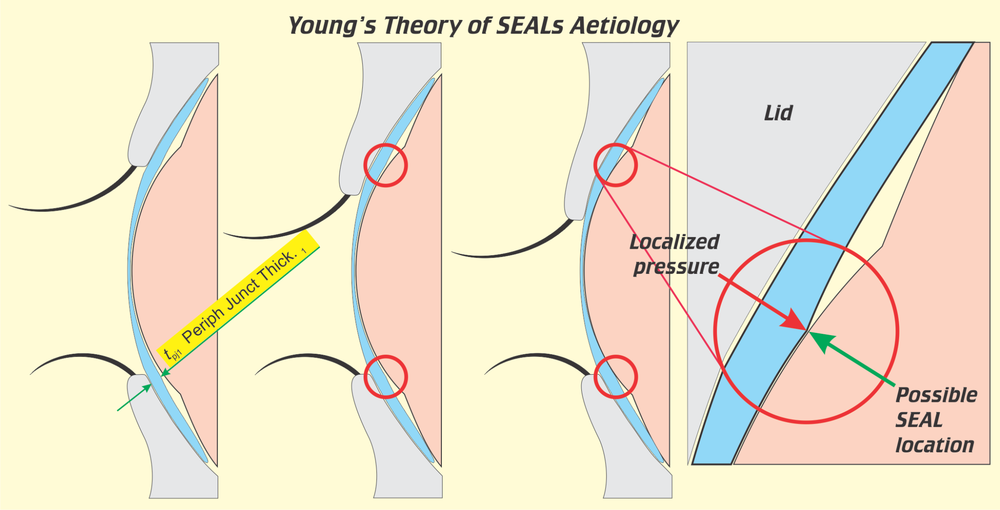 Young's Theory of SEALs Aetiology
Lid
Localized
pressure
tpj1 Periph Junct Thick. 1
Possible
SEAL
location